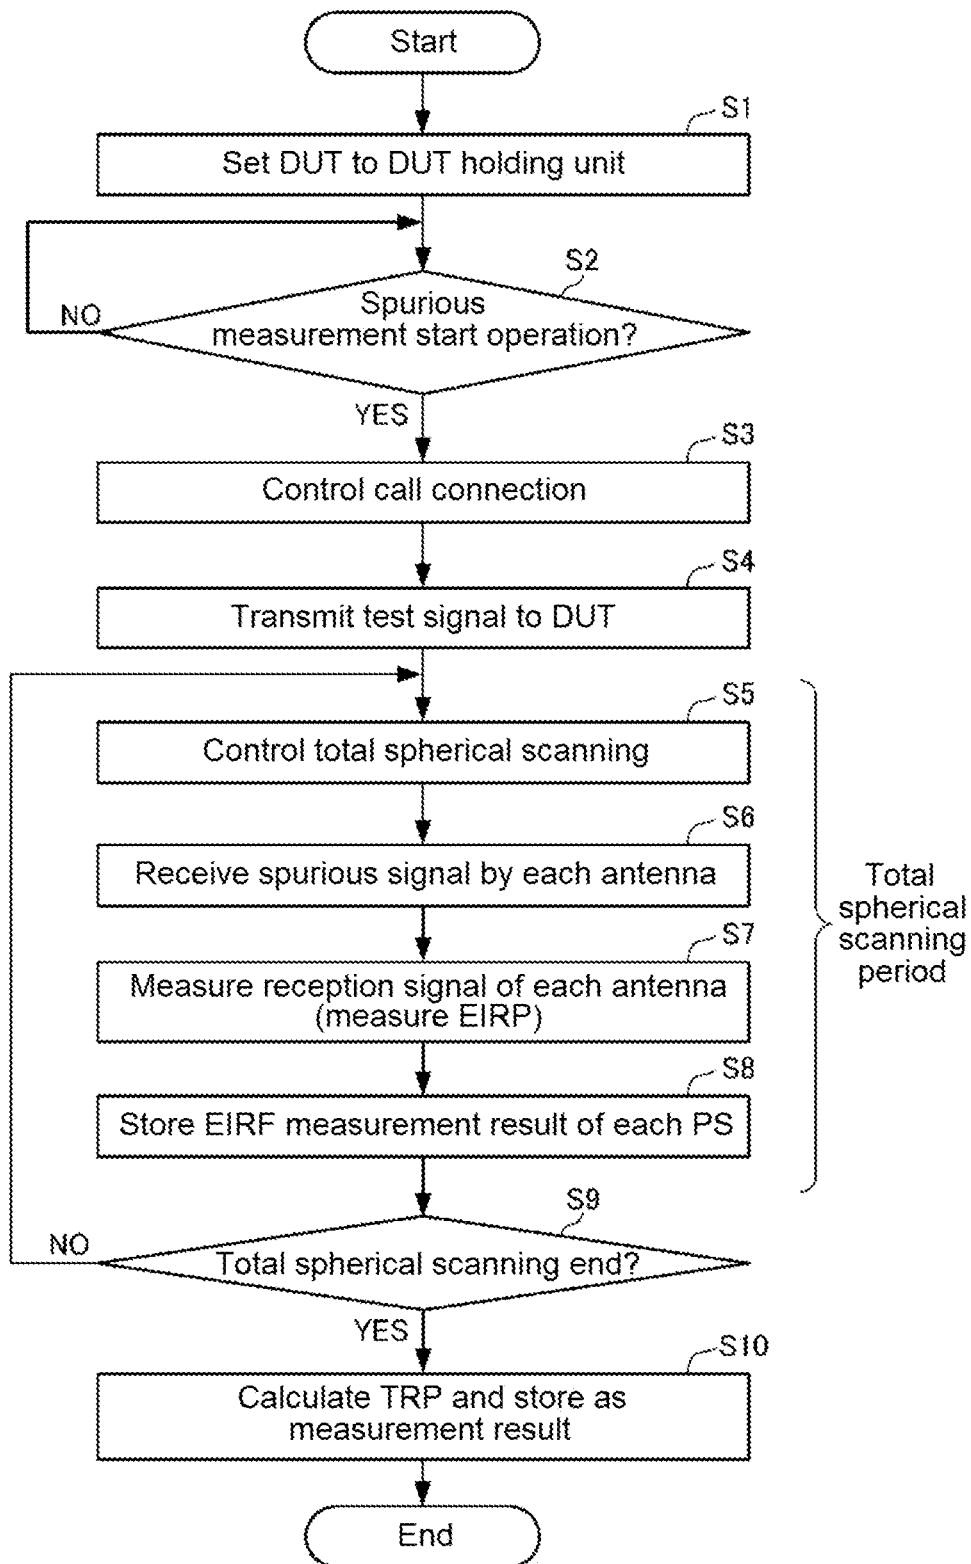 Start
S1
Set DUT to DUT holding unit
S2
Spurious
measurement start operation?
NO
YES
S3
Control call connection
S4
Transmit test signal to DUT
S5
Control total spherical scanning
S6
Receive spurious signal by each antenna
S7
Measure reception signal of each antenna
(measure EIRP)
S8
Store EIRF measurement result of each PS
Total
spherical
scanning
period
S9
Total spherical scanning end?
NO
YES
S10
Calculate TRP and store as
measurement result
End